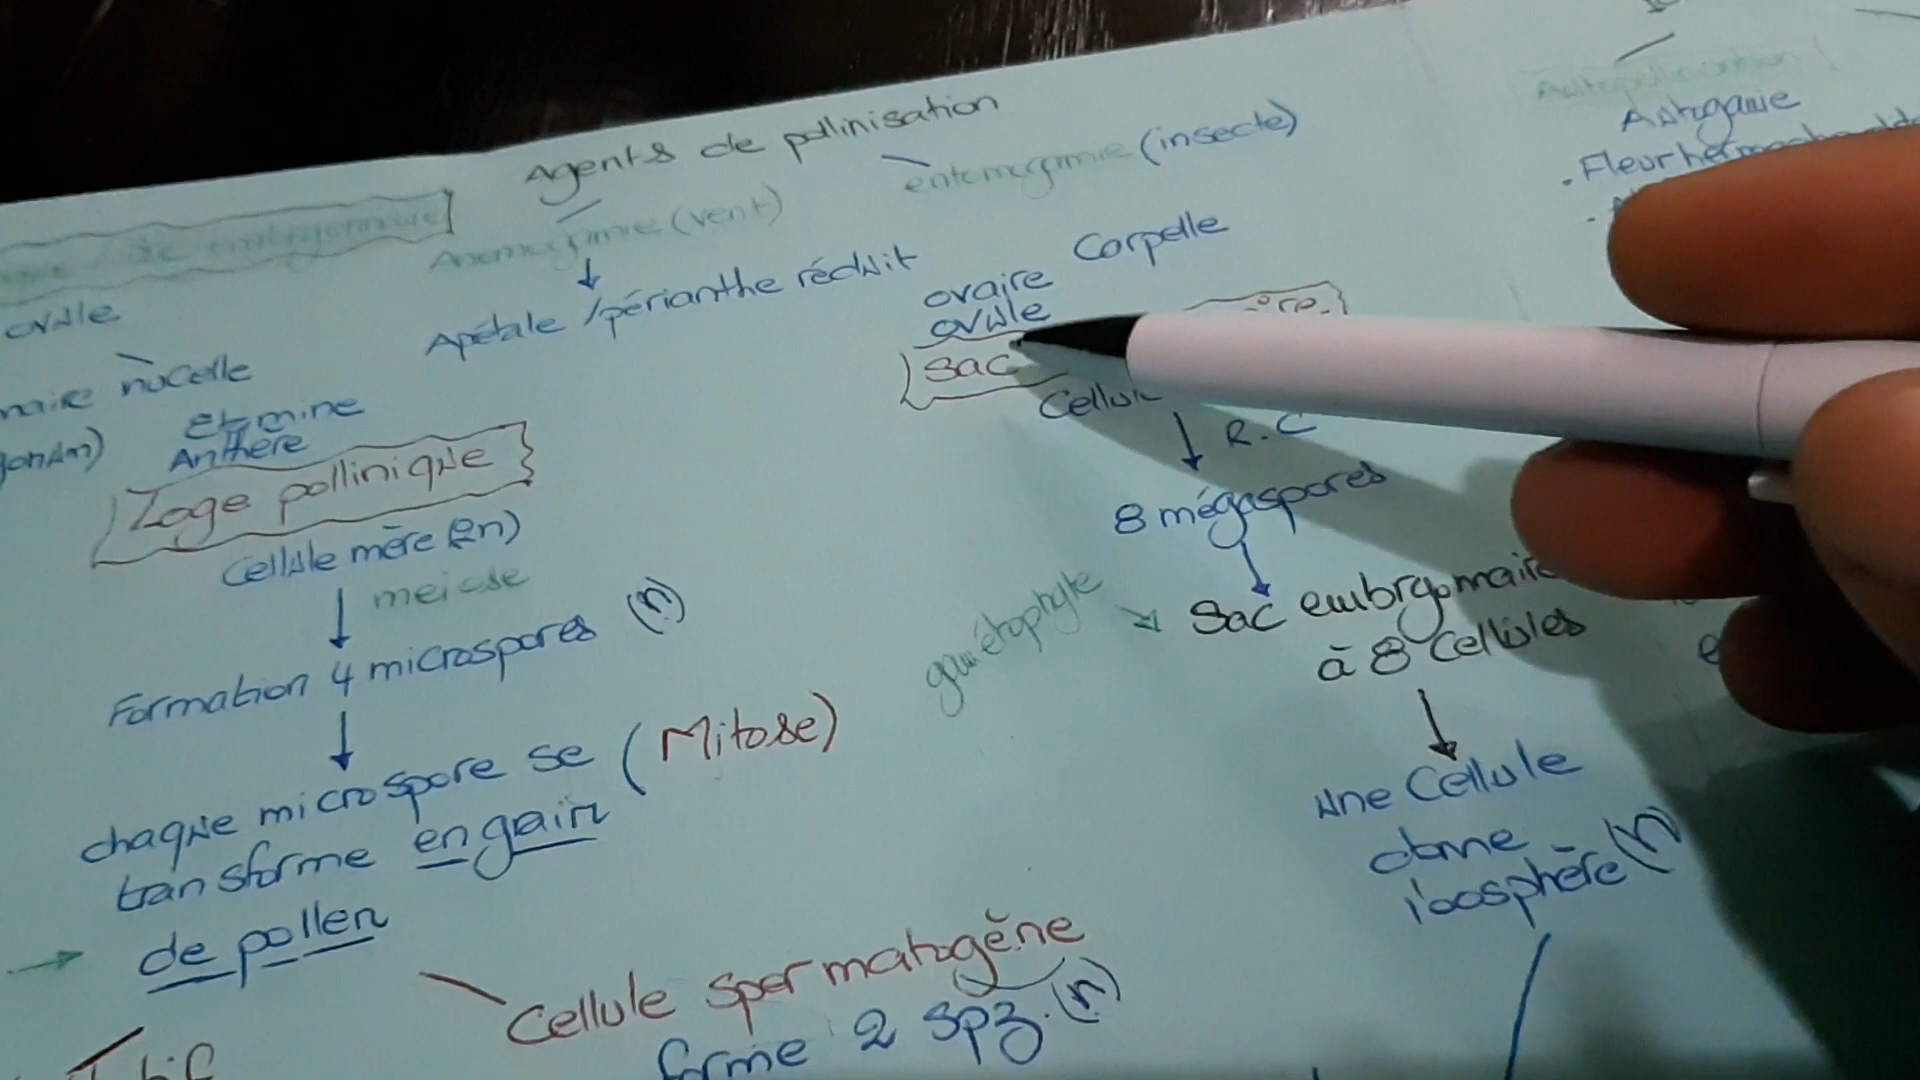 Agents de pollinisation
Anemogamie (vent)
entomogamie (insecte)
Apétale / périanthe réduit
ovule
nucelle
Etamine
Anthère
Zoge pollinique
Cellule mère (2n)
meiose
Formation 4 microspores (n)
chaque microspore se (Mitose)
transforme en grain
de pollen
Cellule spermatogène
forme 2 spz. (n)
Carpelle
ovaire
ovule
Sac
R.C
8 mégaspores
gamétophyte
Sac embryonnaire
à 8 Cellules
une Cellule
donne
l'oosphère (n)
Autopollinisation
Autogamie